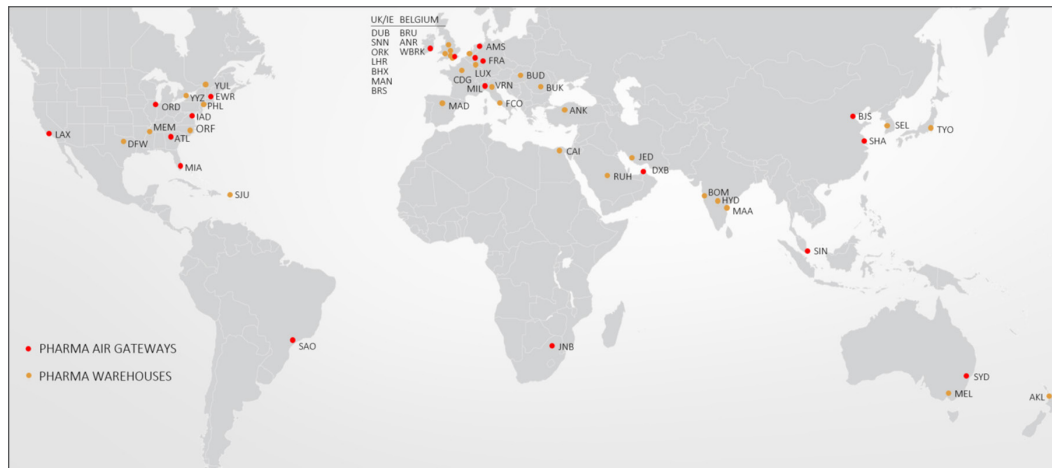 UK/IE BELGIUM
DUB BRU
SNN ANR
ORK WBRK
LHR
BHX
MAN
BRS
AMS
FRA
LUX
CDG
MIL
VRN
BUD
BUK
MAD
FCO
ANK
YUL
YYZ
EWR
ORD
PHL
IAD
MEM
ORF
LAX
ATL
DFW
MIA
SJU
CAI
JED
DXB
RUH
BJS
SEL
TYO
SHA
BOM
HYD
MAA
SIN
SAO
JNB
SYD
MEL
AKL
PHARMA AIR GATEWAYS
PHARMA WAREHOUSES